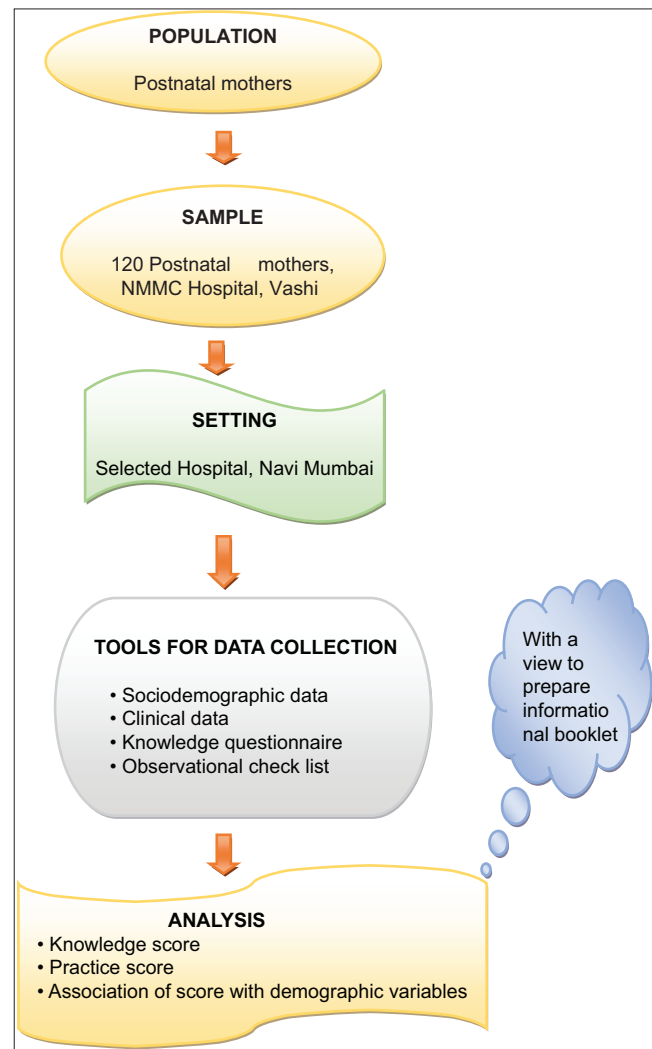 POPULATION
Postnatal mothers
SAMPLE
120 Postnatal mothers,
NMMC Hospital, Vashi
SETTING
Selected Hospital, Navi Mumbai
TOOLS FOR DATA COLLECTION
• Sociodemographic data
• Clinical data
• Knowledge questionnaire
• Observational check list
With a
view to
prepare
informatio
nal booklet
ANALYSIS
• Knowledge score
• Practice score
• Association of score with demographic variables